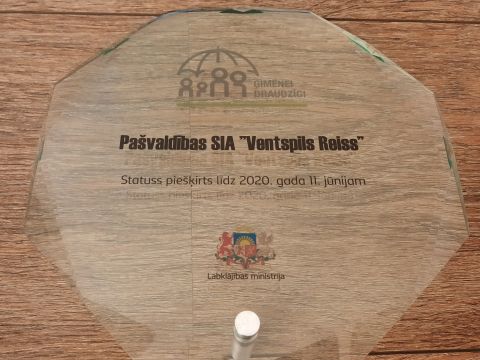 ĢIMENEI
DRAUDZĪGI
Pašvaldības SIA "Ventspils Reiss"
Statuss piešķirts līdz 2020. gada 11. jūnijam
Labklājības ministrija